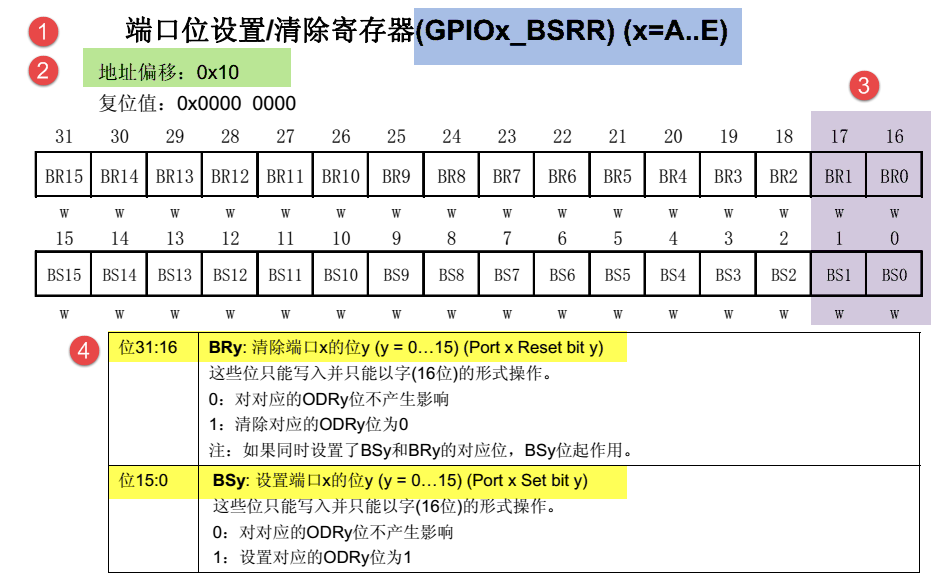 1 端口位设置/清除寄存器(GPIOx_BSRR) (x=A..E)
2 地址偏移：0x10
3
复位值：0x0000 0000
31 30 29 28 27 26 25 24 23 22 21 20 19 18 17 16
BR15 BR14 BR13 BR12 BR11 BR10 BR9 BR8 BR7 BR6 BR5 BR4 BR3 BR2 BR1 BR0
w w w w w w w w w w w w w w w w
15 14 13 12 11 10 9 8 7 6 5 4 3 2 1 0
BS15 BS14 BS13 BS12 BS11 BS10 BS9 BS8 BS7 BS6 BS5 BS4 BS3 BS2 BS1 BS0
w w w w w w w w w w w w w w w w
4 位31:16 BRy: 清除端口x的位y (y = 0…15) (Port x Reset bit y)
这些位只能写入并只能以字(16位)的形式操作。
0：对对应的ODRy位不产生影响
1：清除对应的ODRy位为0
注：如果同时设置了BSy和BRy的对应位，BSy位起作用。
位15:0 BSy: 设置端口x的位y (y = 0…15) (Port x Set bit y)
这些位只能写入并只能以字(16位)的形式操作。
0：对对应的ODRy位不产生影响
1：设置对应的ODRy位为1